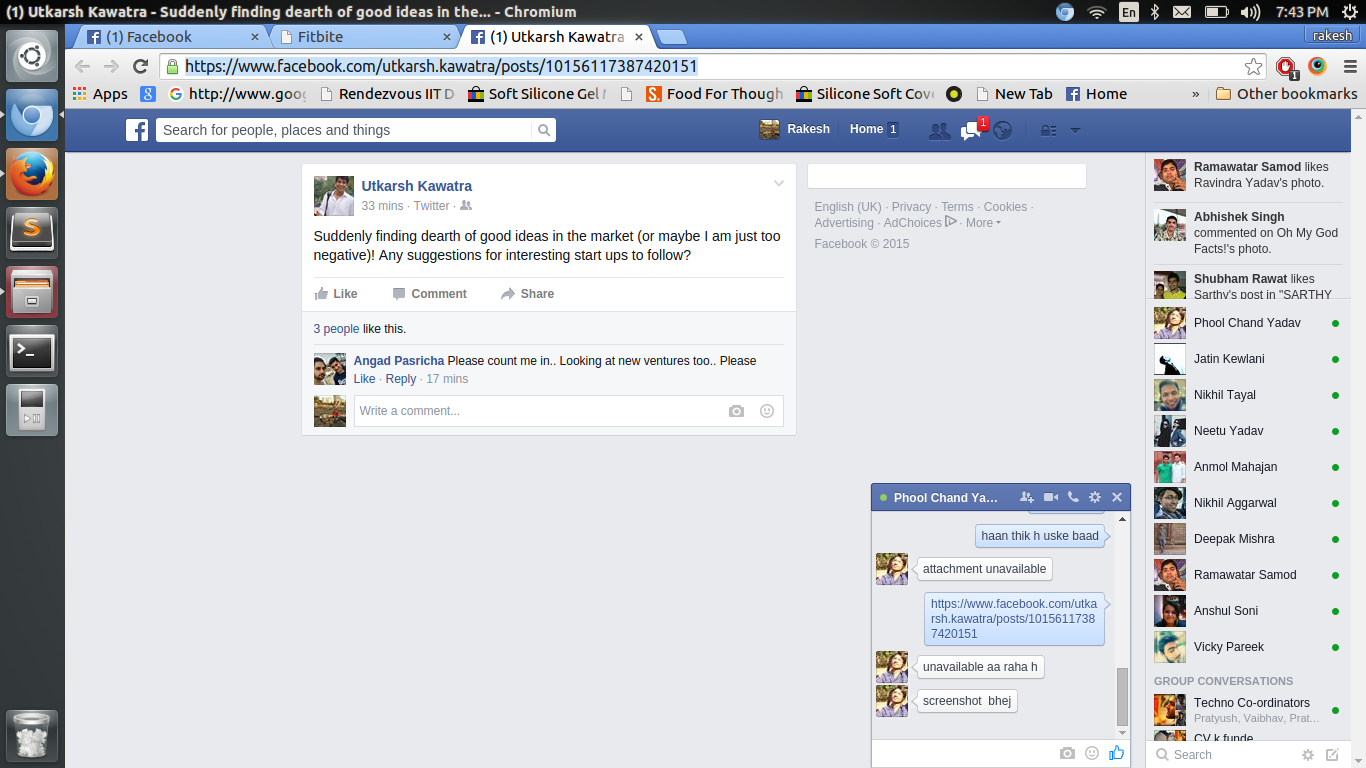 (1) Utkarsh Kawatra - Suddenly finding dearth of good ideas in the... - Chromium
En
7:43 PM
(1) Facebook
Fitbite
(1) Utkarsh Kawatra
rakesh
https://www.facebook.com/utkarsh.kawatra/posts/10156117387420151
1
Apps
http://www.goog
Rendezvous IIT D
Soft Silicone Gel
Food For Though
Silicone Soft Cov
New Tab
Home
»
Other bookmarks
Search for people, places and things
Rakesh
Home 1
1
Utkarsh Kawatra
33 mins · Twitter ·
Suddenly finding dearth of good ideas in the market (or maybe I am just too
negative)! Any suggestions for interesting start ups to follow?
Like
Comment
Share
3 people like this.
Angad Pasricha Please count me in.. Looking at new ventures too.. Please
Like · Reply · 17 mins
Write a comment...
English (UK) · Privacy · Terms · Cookies ·
Advertising · AdChoices · More
Facebook © 2015
Ramawatar Samod likes
Ravindra Yadav's photo.
Abhishek Singh
commented on Oh My God
Facts!'s photo.
Shubham Rawat likes
Sarthy's post in "SARTHY
Phool Chand Yadav
Jatin Kewlani
Nikhil Tayal
Neetu Yadav
Anmol Mahajan
Nikhil Aggarwal
Deepak Mishra
Ramawatar Samod
Anshul Soni
Vicky Pareek
GROUP CONVERSATIONS
Techno Co-ordinators
Pratyush, Vaibhav, Prat...
CV k funde
Search
Phool Chand Ya...
haan thik h uske baad
attachment unavailable
https://www.facebook.com/utka
rsh.kawatra/posts/1015611738
7420151
unavailable aa raha h
screenshot bhej